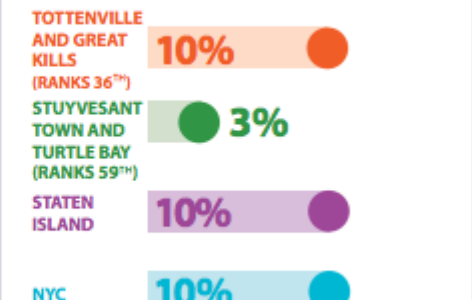 TOTTENVILLE
AND GREAT
KILLS
(RANKS 36TH)
10%
STUYVESANT
TOWN AND
TURTLE BAY
(RANKS 59TH)
3%
STATEN
ISLAND
10%
NYC
10%